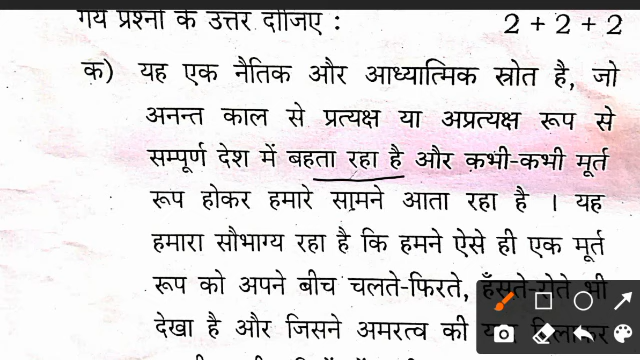 गये प्रश्नों के उत्तर दीजिए : 2 + 2 + 2
क) यह एक नैतिक और आध्यात्मिक स्रोत है, जो
अनन्त काल से प्रत्यक्ष या अप्रत्यक्ष रूप से
सम्पूर्ण देश में बहता रहा है और कभी-कभी मूर्त
रूप होकर हमारे सामने आता रहा है । यह
हमारा सौभाग्य रहा है कि हमने ऐसे ही एक मूर्त
रूप को अपने बीच चलते-फिरते, हँसते-रोते भी
देखा है और जिसने अमरत्व की